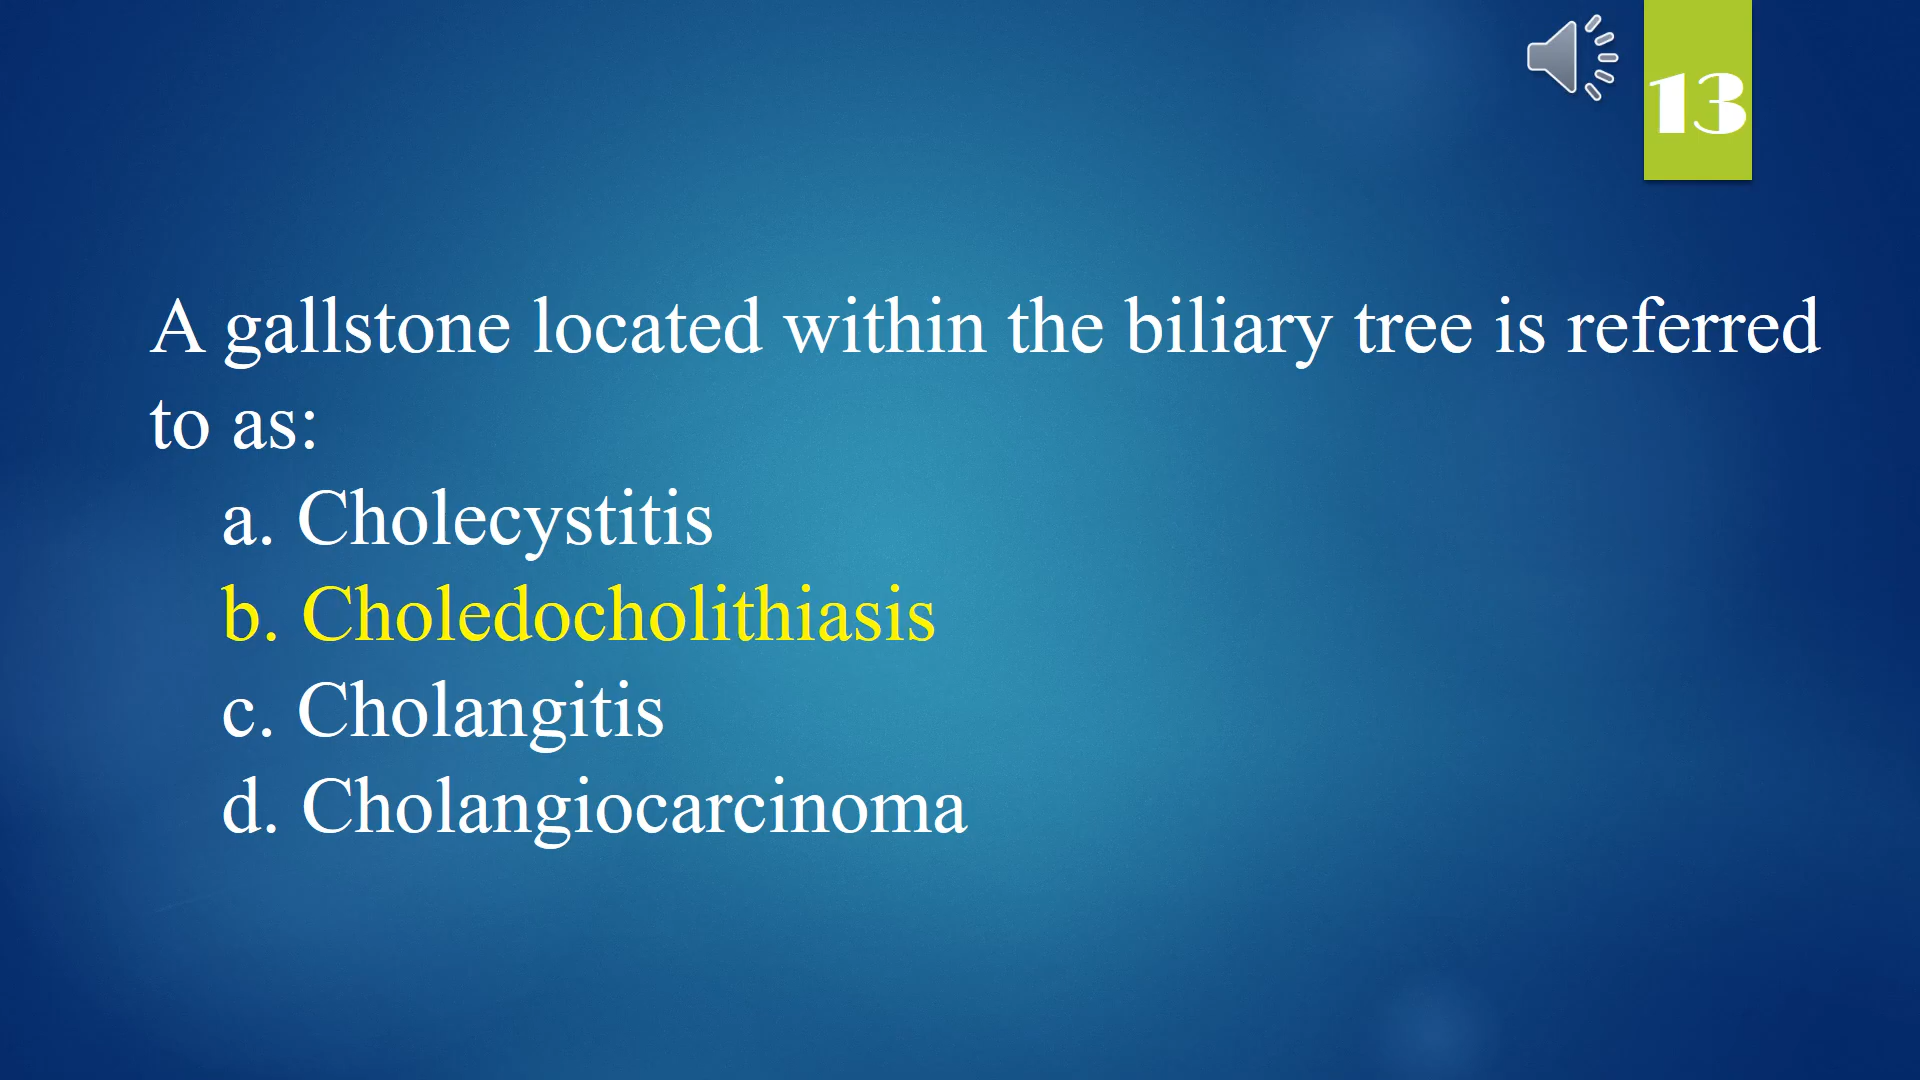 13
A gallstone located within the biliary tree is referred
to as:
a. Cholecystitis
b. Choledocholithiasis
c. Cholangitis
d. Cholangiocarcinoma